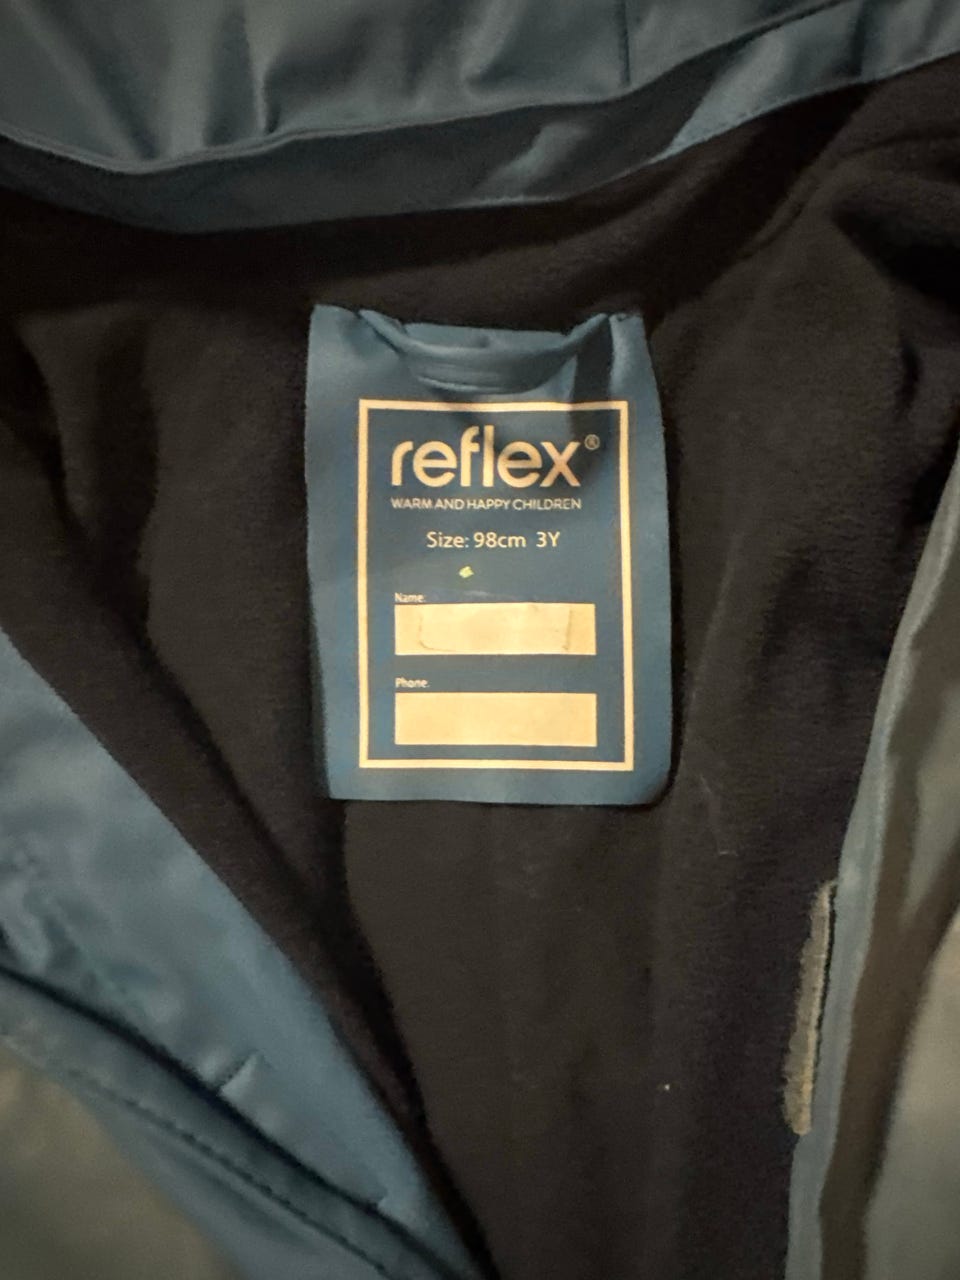 reflex®
WARM AND HAPPY CHILDREN
Size: 98cm 3Y
Name:
Phone: